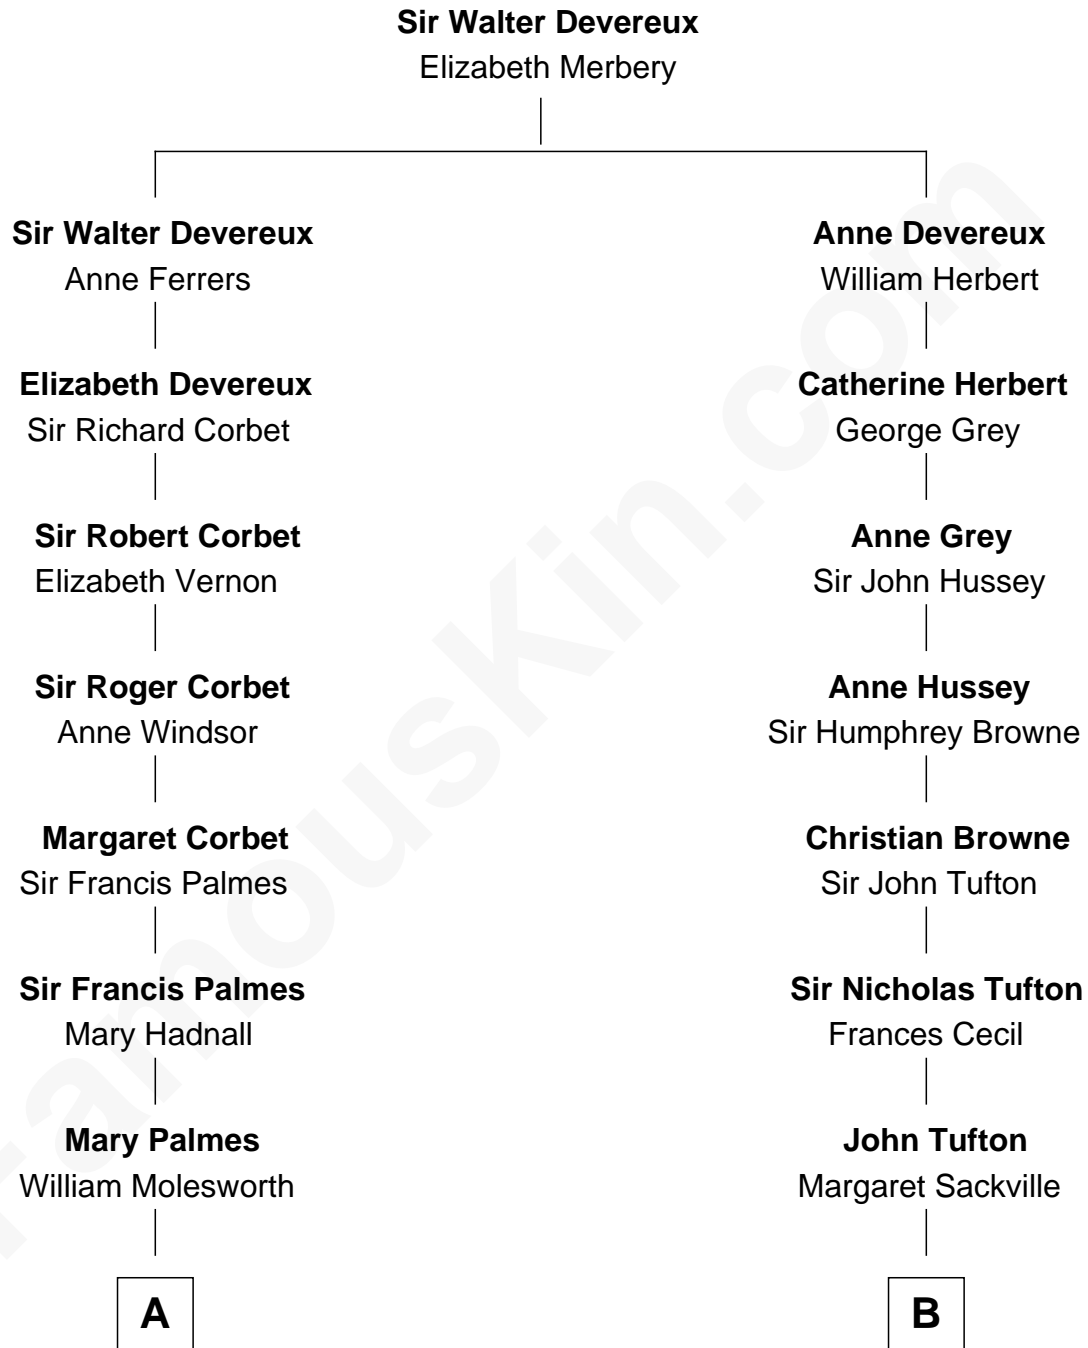 Sir Walter Devereux
Elizabeth Merbery
Sir Walter Devereux
Anne Ferrers
Anne Devereux
William Herbert
Elizabeth Devereux
Sir Richard Corbet
Catherine Herbert
George Grey
Sir Robert Corbet
Elizabeth Vernon
Anne Grey
Sir John Hussey
Sir Roger Corbet
Anne Windsor
Anne Hussey
Sir Humphrey Browne
Margaret Corbet
Sir Francis Palmes
Christian Browne
Sir John Tufton
Sir Francis Palmes
Mary Hadnall
Sir Nicholas Tufton
Frances Cecil
Mary Palmes
William Molesworth
John Tufton
Margaret Sackville
A
B
FamousKin.com